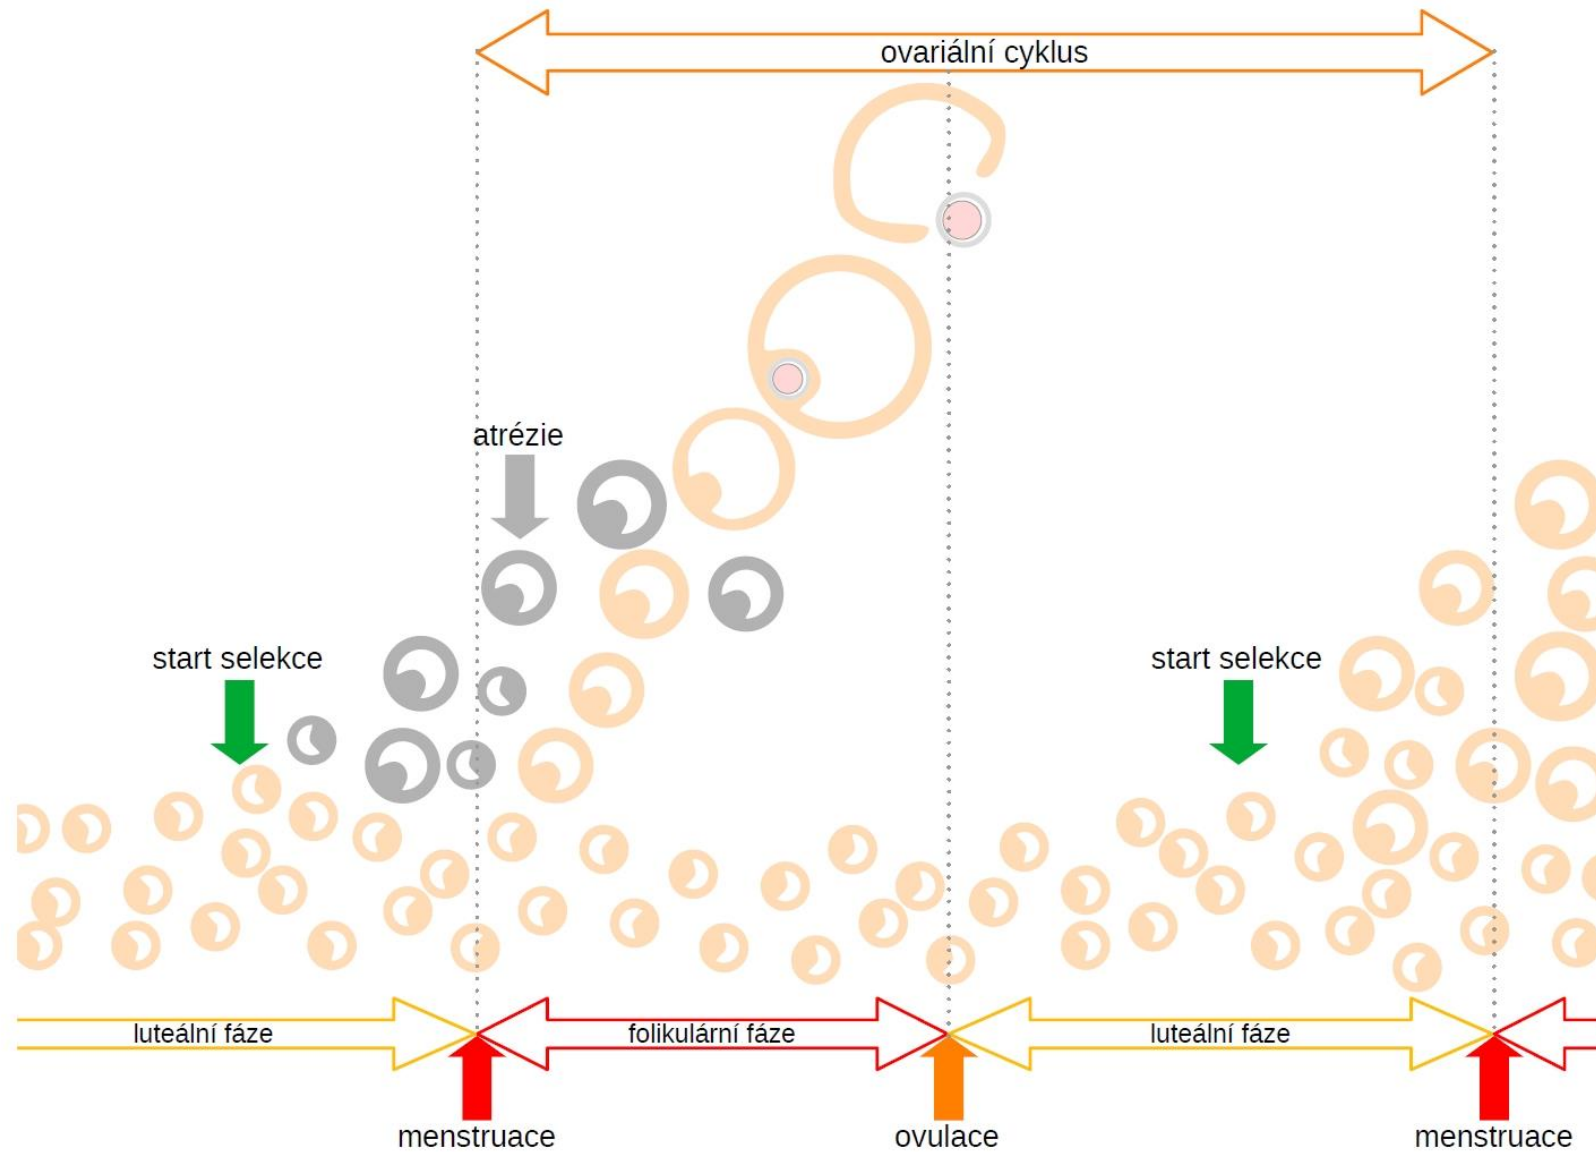 ovariální cyklus
atrézie
start selekce
start selekce
luteální fáze
folikulární fáze
luteální fáze
menstruace
ovulace
menstruace